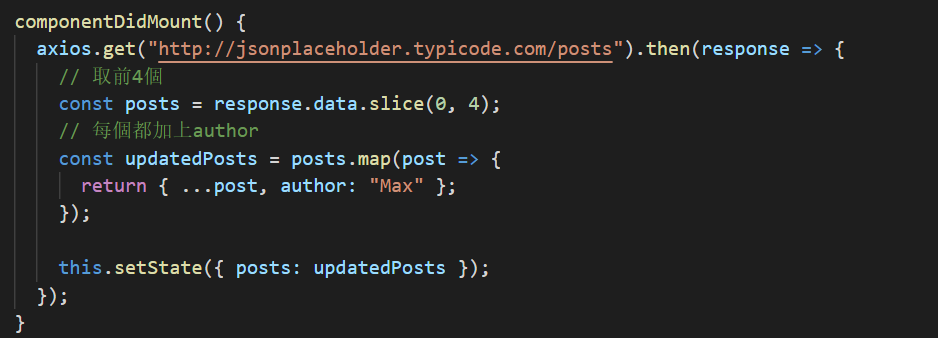 componentDidMount() {
axios.get("http://jsonplaceholder.typicode.com/posts").then(response => {
// 取前4個
const posts = response.data.slice(0, 4);
// 每個都加上author
const updatedPosts = posts.map(post => {
return { ...post, author: "Max" };
});
this.setState({ posts: updatedPosts });
});
}